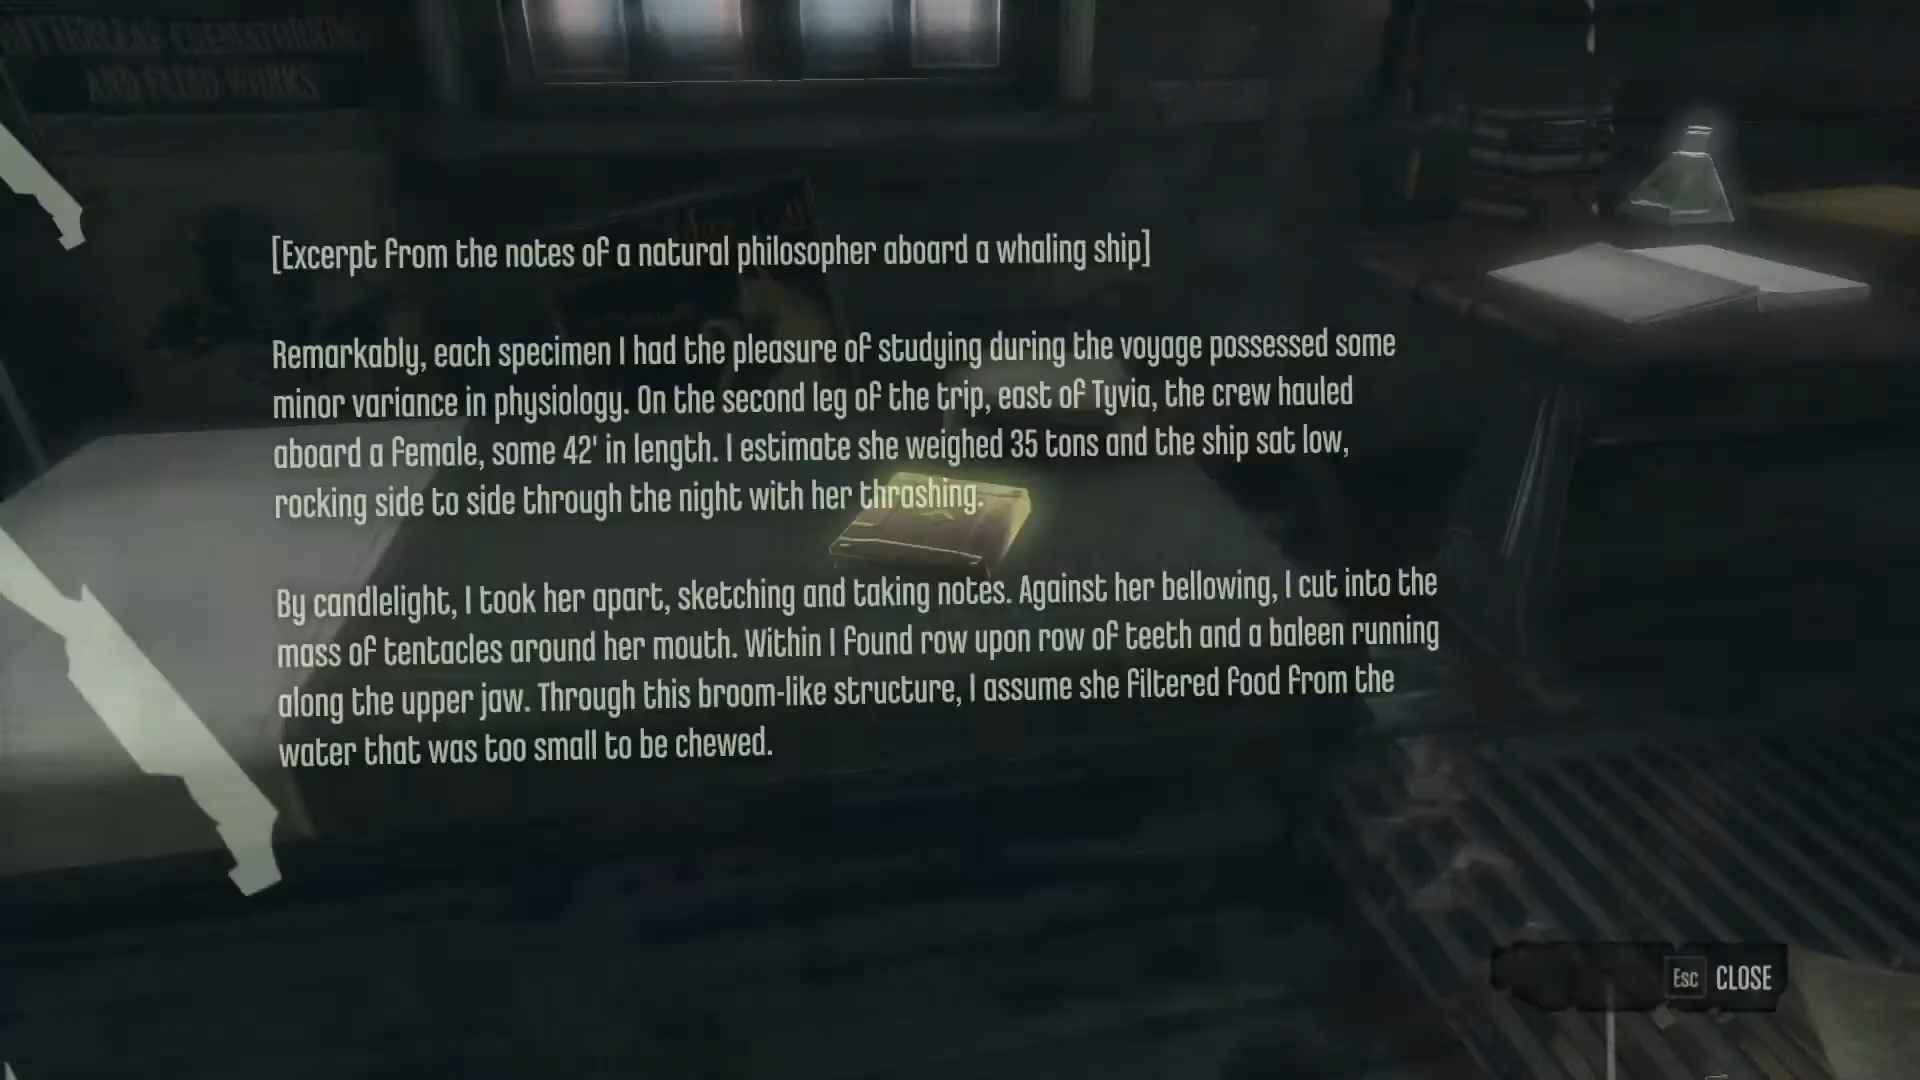 AND FLUID WORKS
[Excerpt from the notes of a natural philosopher aboard a whaling ship]
Remarkably, each specimen I had the pleasure of studying during the voyage possessed some
minor variance in physiology. On the second leg of the trip, east of Tyvia, the crew hauled
aboard a female, some 42' in length. I estimate she weighed 35 tons and the ship sat low,
rocking side to side through the night with her thrashing.
By candlelight, I took her apart, sketching and taking notes. Against her bellowing, I cut into the
mass of tentacles around her mouth. Within I found row upon row of teeth and a baleen running
along the upper jaw. Through this broom-like structure, I assume she filtered food from the
water that was too small to be chewed.
Esc CLOSE